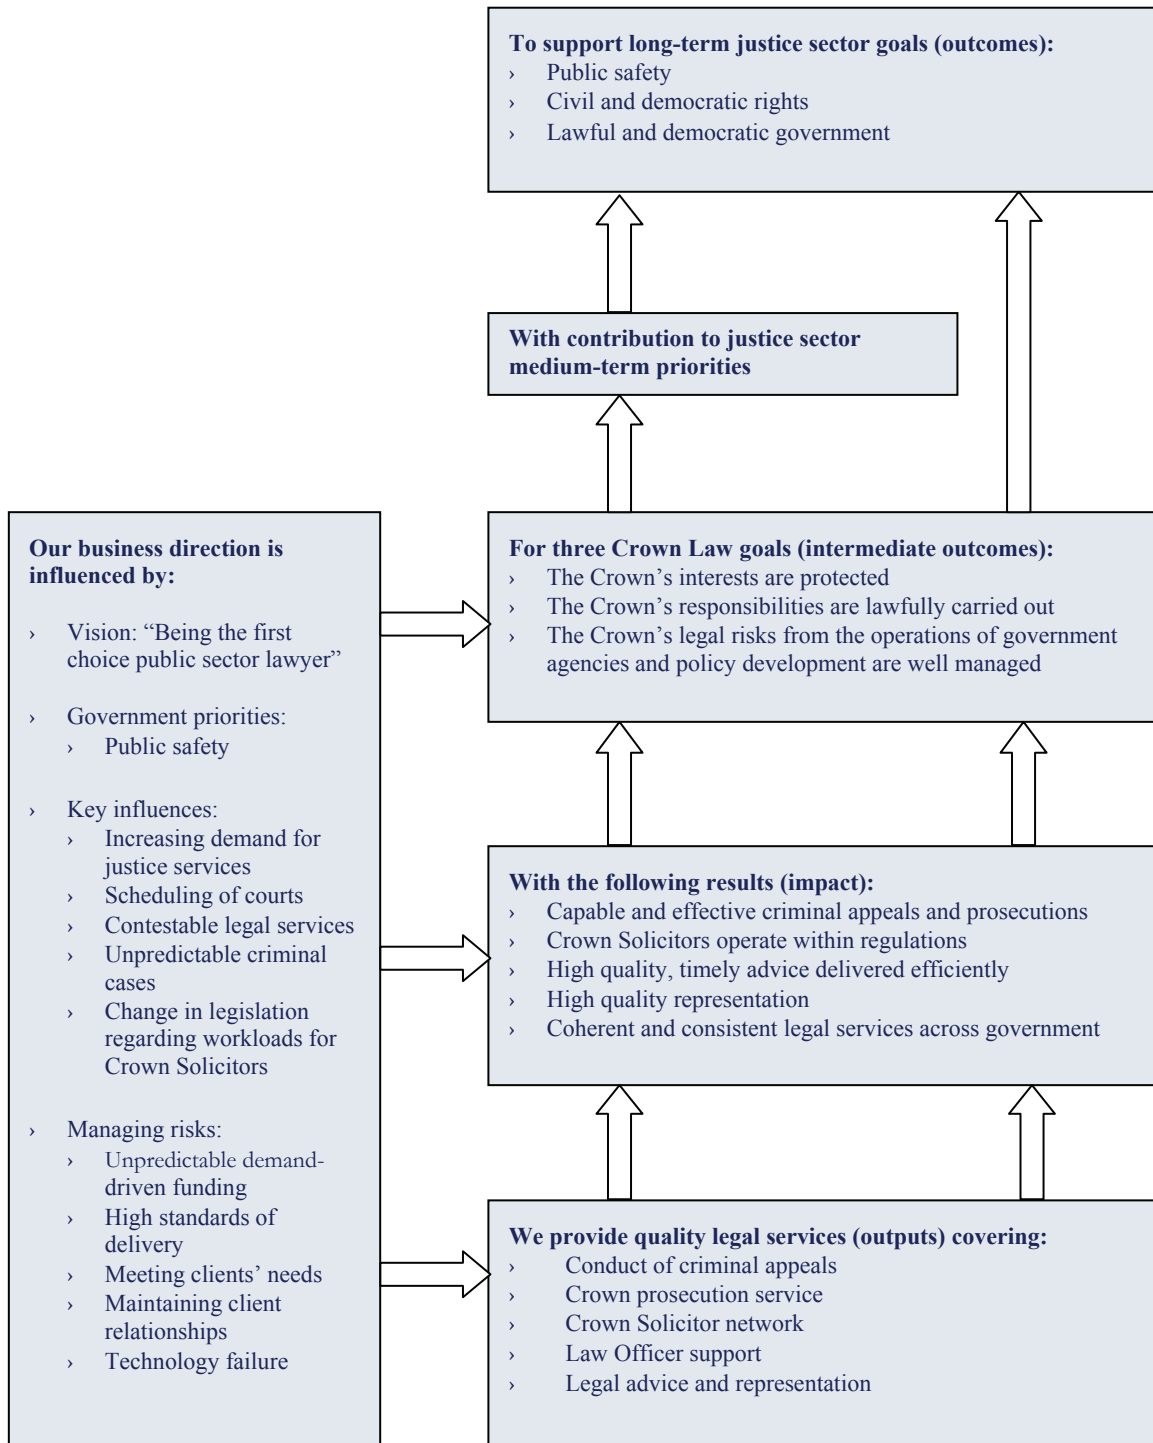 To support long-term justice sector goals (outcomes):
› Public safety
› Civil and democratic rights
› Lawful and democratic government
With contribution to justice sector
medium-term priorities
Our business direction is
influenced by:
› Vision: “Being the first
choice public sector lawyer”
› Government priorities:
› Public safety
› Key influences:
› Increasing demand for
justice services
› Scheduling of courts
› Contestable legal services
› Unpredictable criminal
cases
› Change in legislation
regarding workloads for
Crown Solicitors
› Managing risks:
› Unpredictable demand-
driven funding
› High standards of
delivery
› Meeting clients’ needs
› Maintaining client
relationships
› Technology failure
For three Crown Law goals (intermediate outcomes):
› The Crown’s interests are protected
› The Crown’s responsibilities are lawfully carried out
› The Crown’s legal risks from the operations of government
agencies and policy development are well managed
With the following results (impact):
› Capable and effective criminal appeals and prosecutions
› Crown Solicitors operate within regulations
› High quality, timely advice delivered efficiently
› High quality representation
› Coherent and consistent legal services across government
We provide quality legal services (outputs) covering:
› Conduct of criminal appeals
› Crown prosecution service
› Crown Solicitor network
› Law Officer support
› Legal advice and representation